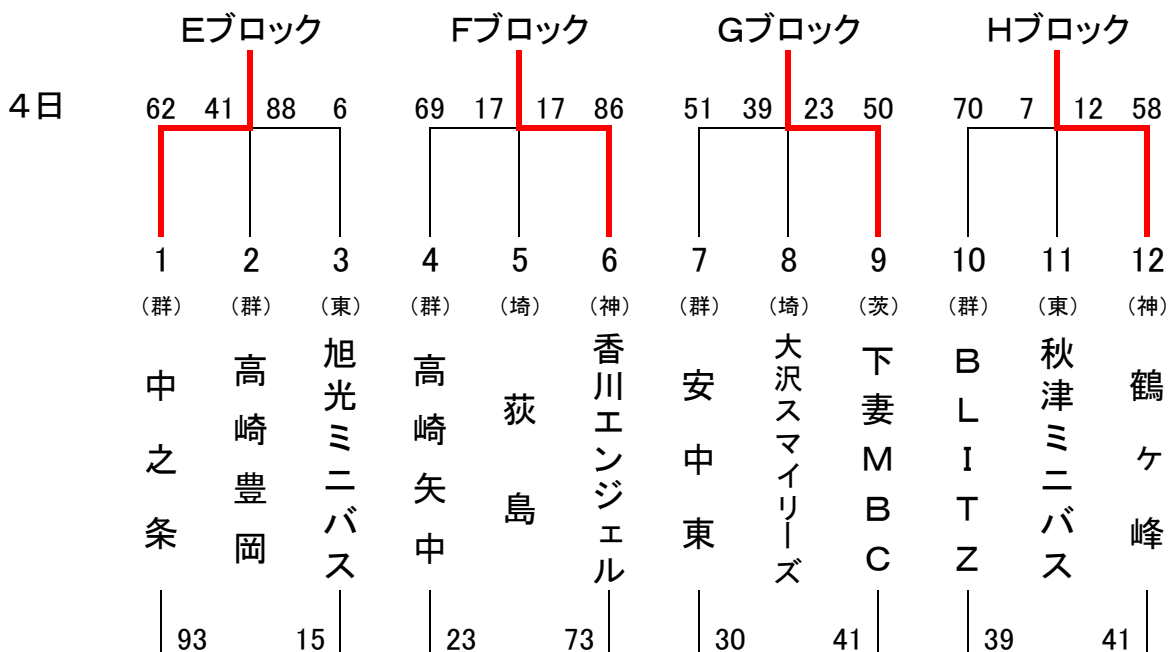 Eブロック Fブロック Gブロック Hブロック
4日 62 41 88 6 69 17 17 86 51 39 23 50 70 7 12 58
1 2 3 4 5 6 7 8 9 10 11 12
(群) (群) (東) (群) (埼) (神) (群) (埼) (茨) (群) (東) (神)
中之条
高崎豊岡
旭光ミニバス
高崎矢中
荻島
香川エンジェル
安中東
大沢スマイリーズ
下妻MBC
BLITZ
秋津ミニバス
鶴ヶ峰
93 15 23 73 30 41 39 41